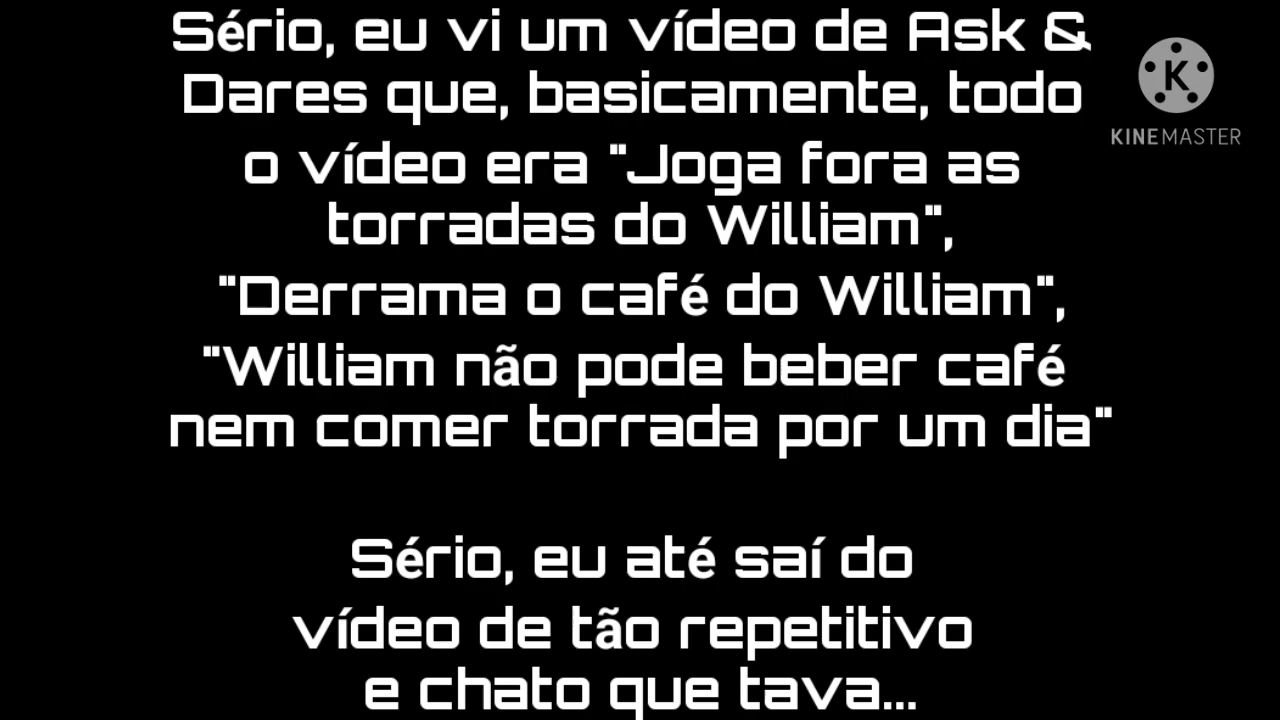 Sério, eu vi um vídeo de Ask &
Dares que, basicamente, todo
o vídeo era "Joga fora as
torradas do William",
"Derrama o café do William",
"William não pode beber café
nem comer torrada por um dia"
Sério, eu até saí do
vídeo de tão repetitivo
e chato que tava...
K
KINEMASTER